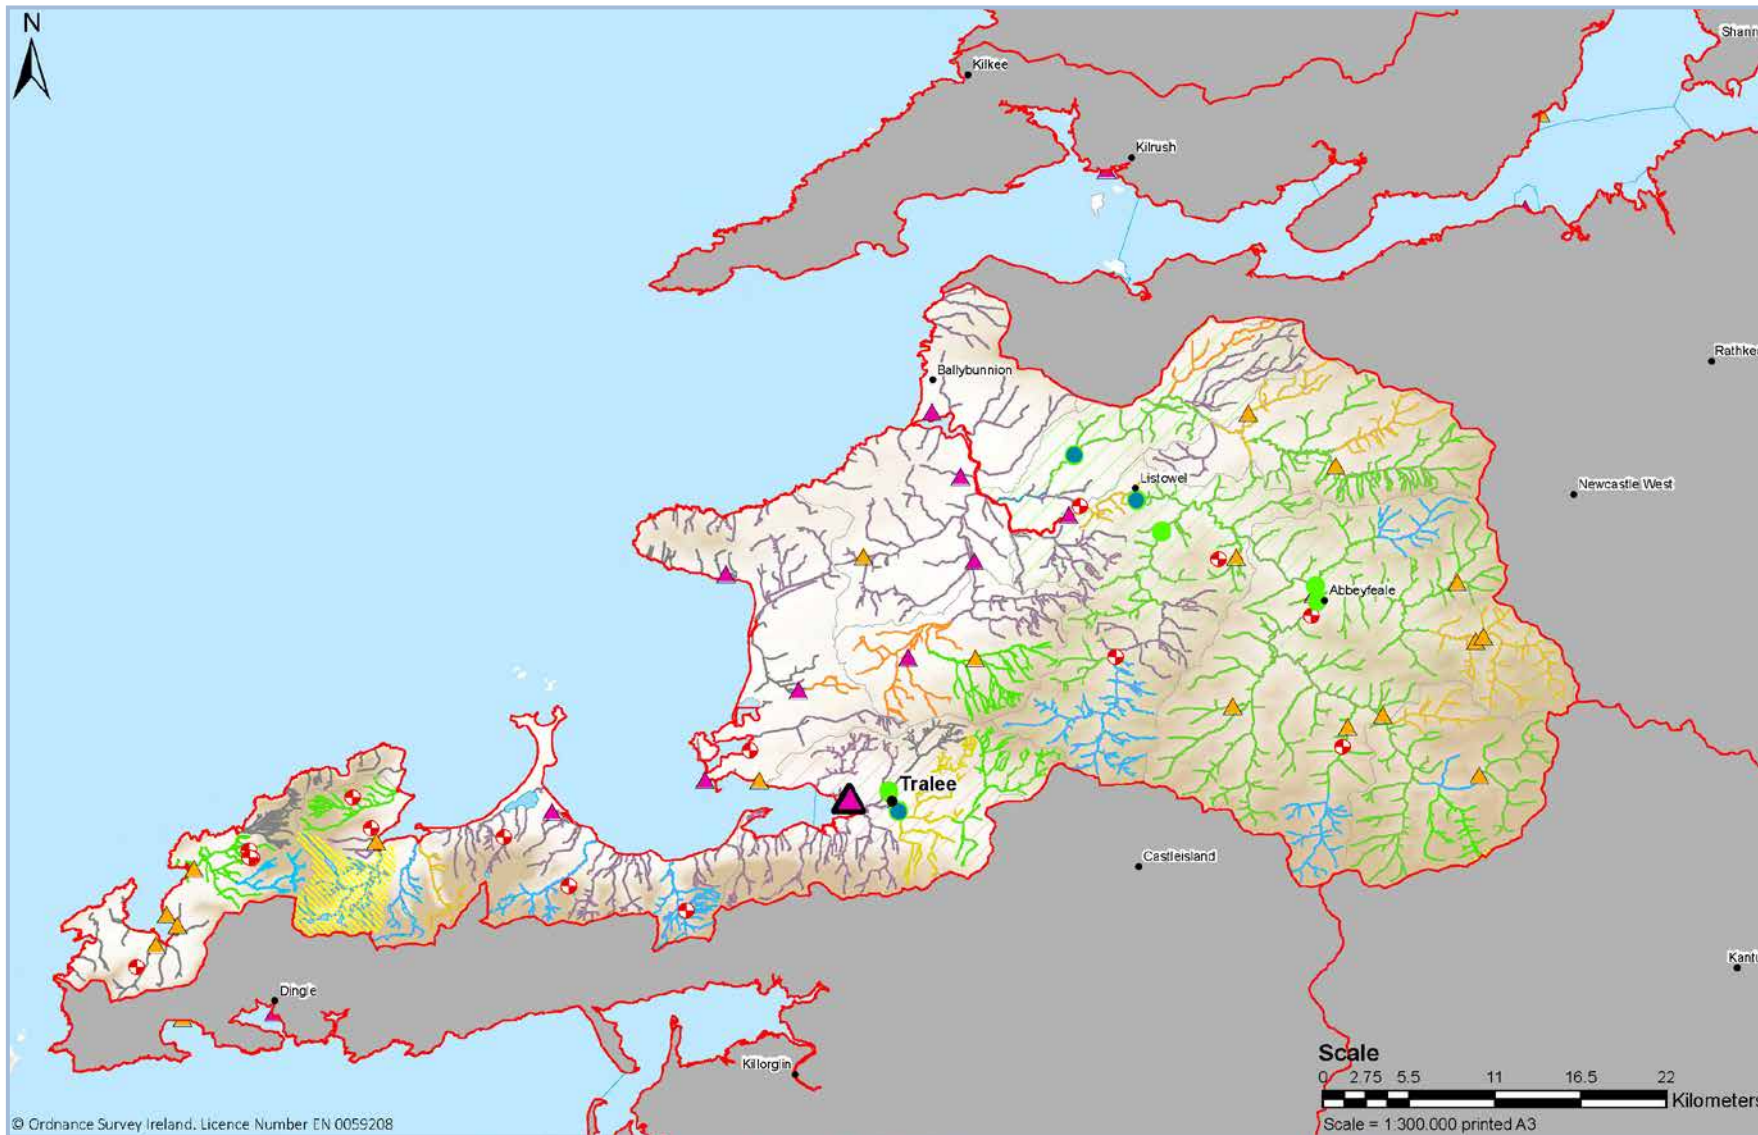 N
Kilkee
Kilrush
Ballybunnion
Listowel
Newcastle West
Abbeyfeale
Tralee
Castleisland
Dingle
Killorglin
Scale
0 2.75 5.5 11 16.5 22
Kilometers
Scale = 1:300,000 printed A3
© Ordnance Survey Ireland. Licence Number EN 0059208